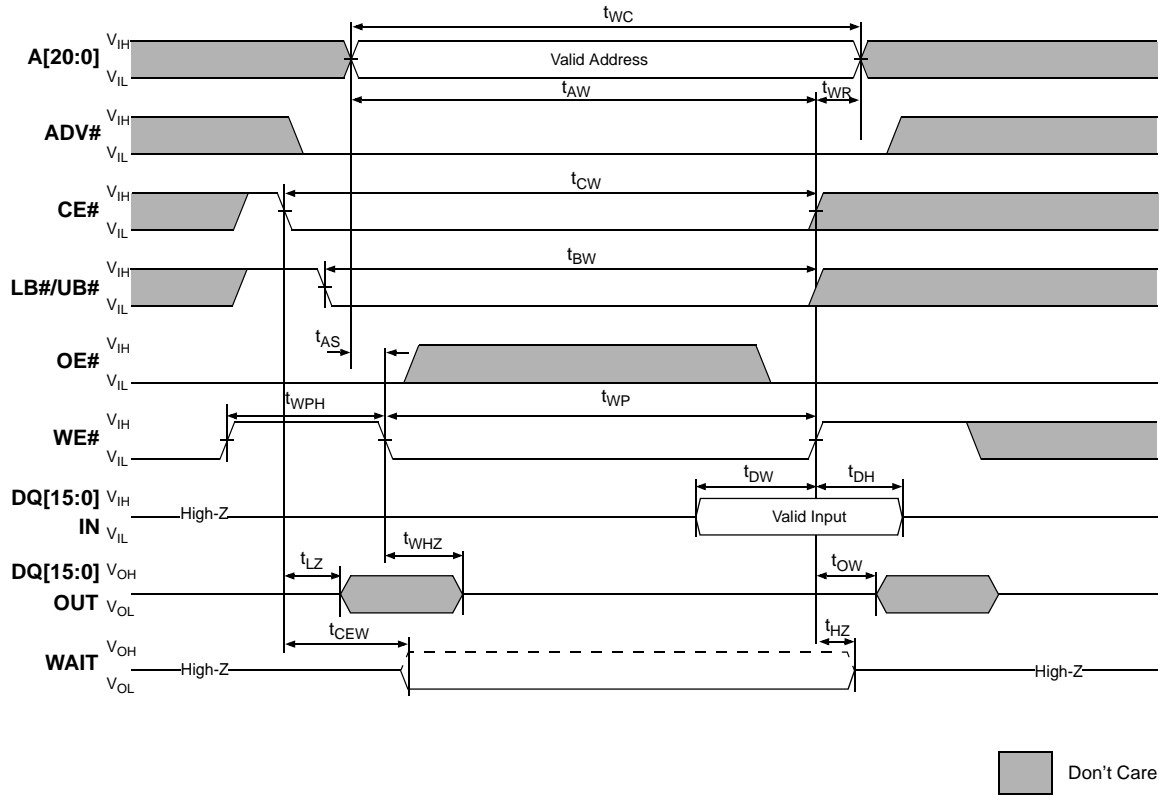 tWC
A[20:0] VIH VIL Valid Address
tAW tWR
ADV# VIH VIL
tCW
CE# VIH VIL
tBW
LB#/UB# VIH VIL
tAS
OE# VIH VIL
tWPH tWP
WE# VIH VIL
tDW tDH
DQ[15:0] VIH
IN VIL High-Z Valid Input
tLZ tWHZ tOW
DQ[15:0] VOH
OUT VOL
tCEW tHZ
WAIT VOH VOL High-Z High-Z
Don't Care